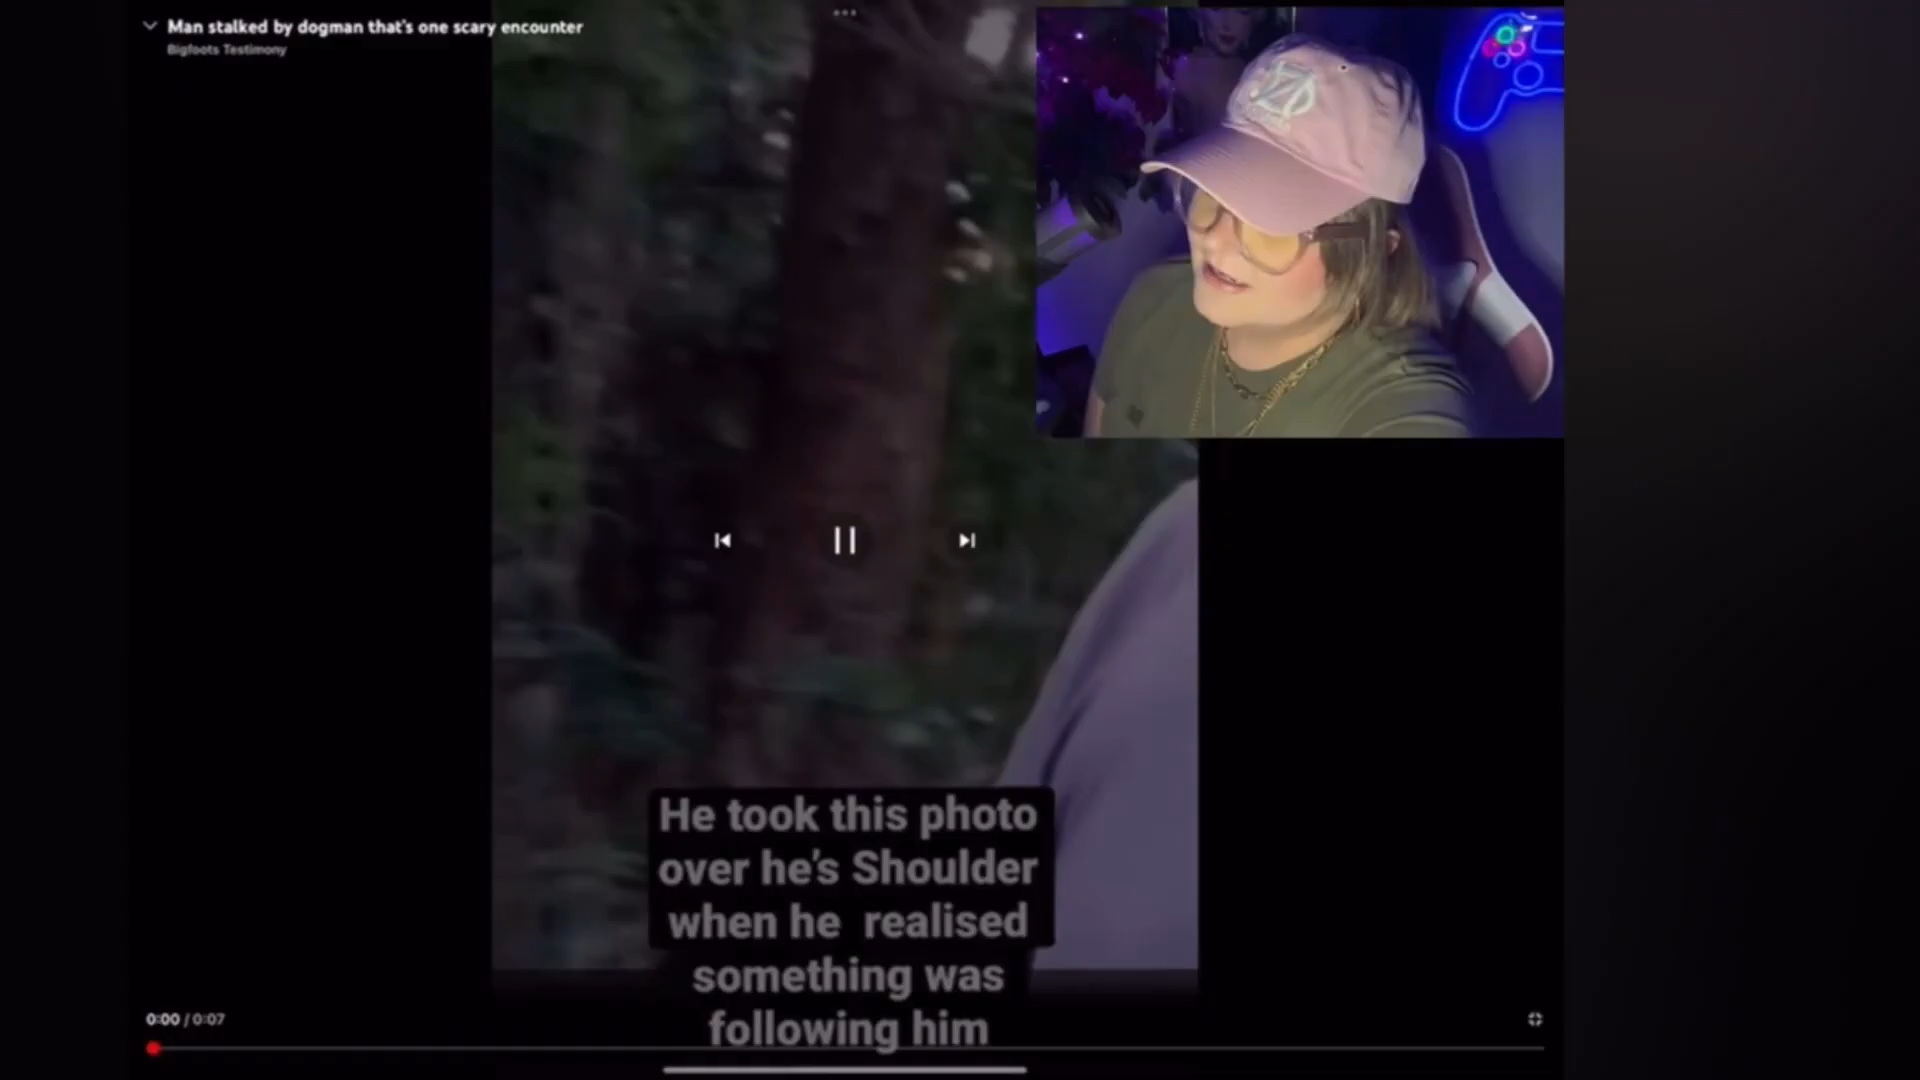 Man stalked by dogman that's one scary encounter
Bigfoots Testimony
He took this photo
over he's Shoulder
when he realised
something was
following him
0:00 / 0:07